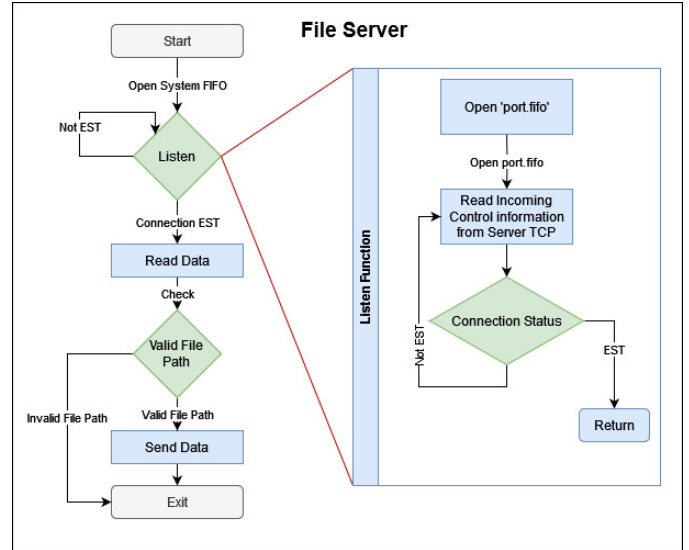 File Server
Start
Open System FIFO
Not EST
Listen
Connection EST
Read Data
Check
Valid File
Path
Invalid File Path
Valid File Path
Send Data
Exit
Listen Function
Open 'port.fifo'
Open port.fifo
Read Incoming
Control information
from Server TCP
Connection Status
Not EST
EST
Return